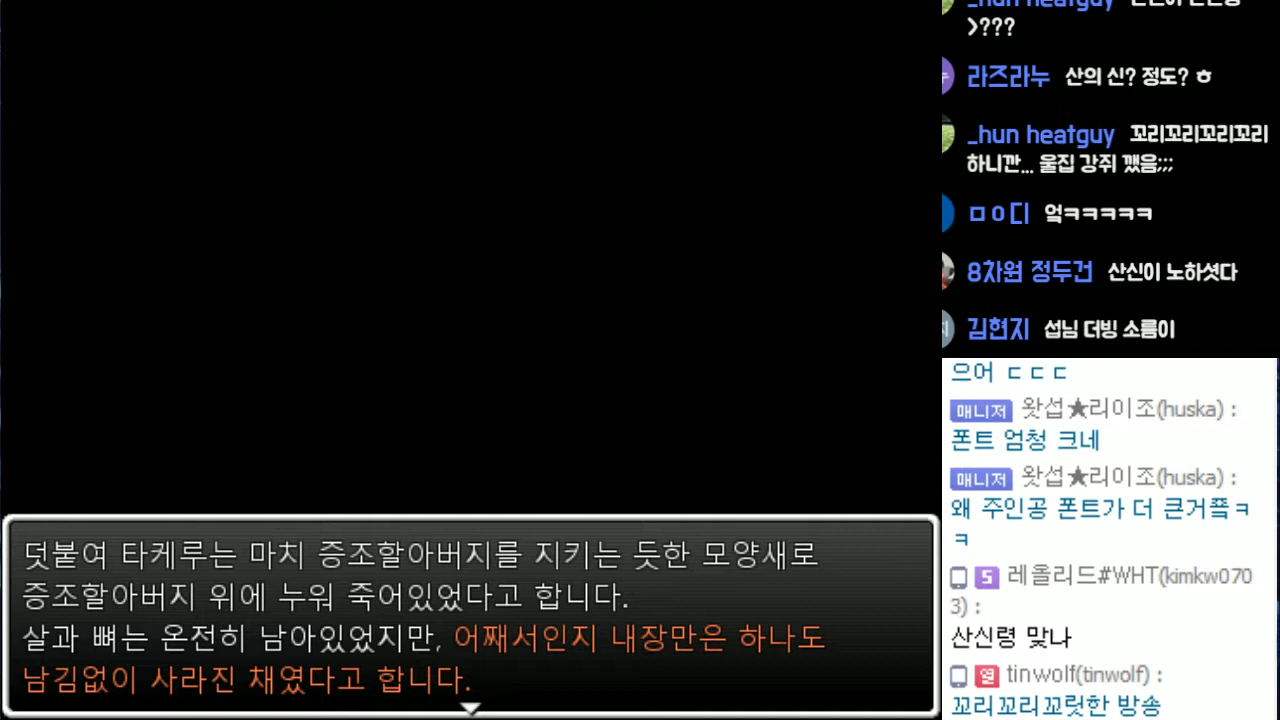 덧붙여 타케루는 마치 증조할아버지를 지키는 듯한 모양새로
증조할아버지 위에 누워 죽어있었다고 합니다.
살과 뼈는 온전히 남아있었지만, 어째서인지 내장만은 하나도
남김없이 사라진 채였다고 합니다.
_hun heatguy
>???
라즈라누 산의 신? 정도? ㅎ
_hun heatguy 꼬리꼬리꼬리꼬리
하니깐... 울집 강쥐 깼음;;;
ㅁㅇ디 엌ㅋㅋㅋㅋㅋ
8차원 정두건 산신이 노하셧다
김현지 섭님 더빙 소름이
으어 ㄷㄷㄷ
매니저 왓섭★리이조(huska) :
폰트 엄청 크네
매니저 왓섭★리이조(huska) :
왜 주인공 폰트가 더 큰거죸ㅋ
ㅋ
S 레올리드#WHT(kimkw070
3) :
산신령 맞나
열 tinwolf(tinwolf) :
꼬리꼬리꼬릿한 방송